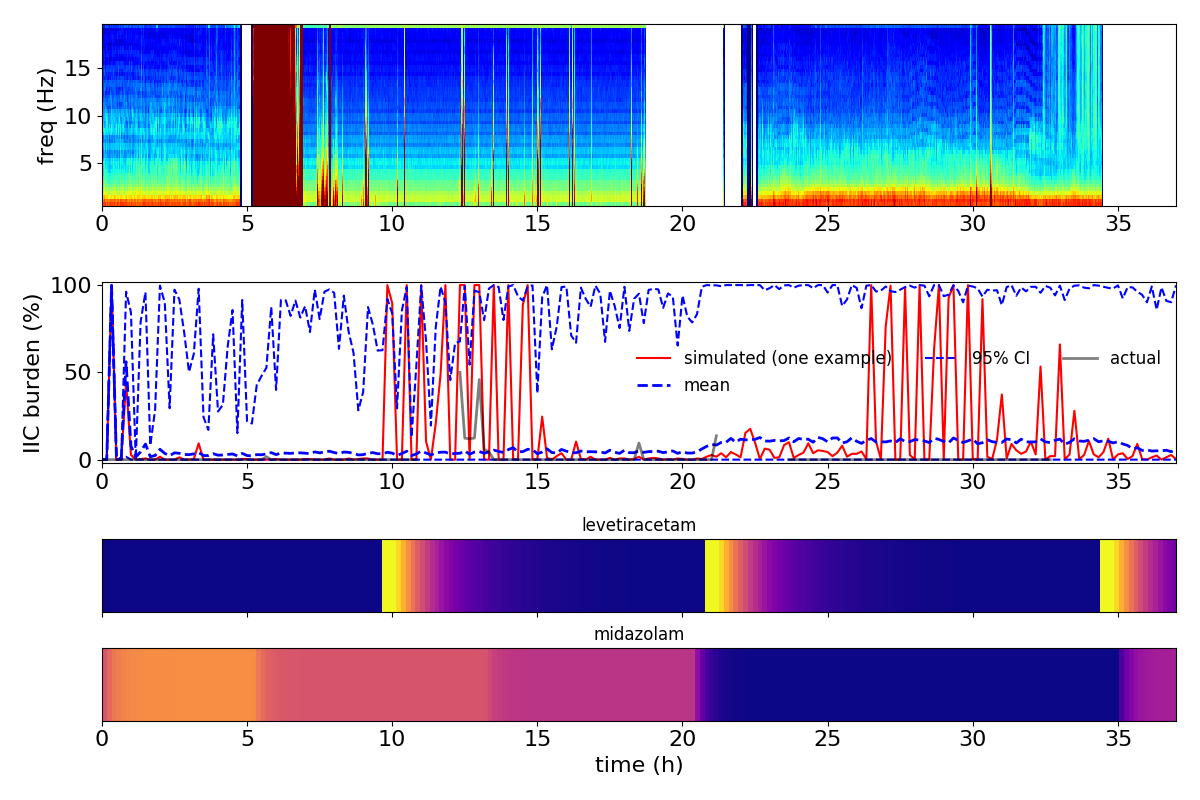 freq (Hz)
15
10
5
0 5 10 15 20 25 30 35
IIC burden (%)
100
50
0
simulated (one example) 95% CI actual
mean
0 5 10 15 20 25 30 35
levetiracetam
midazolam
0 5 10 15 20 25 30 35
time (h)